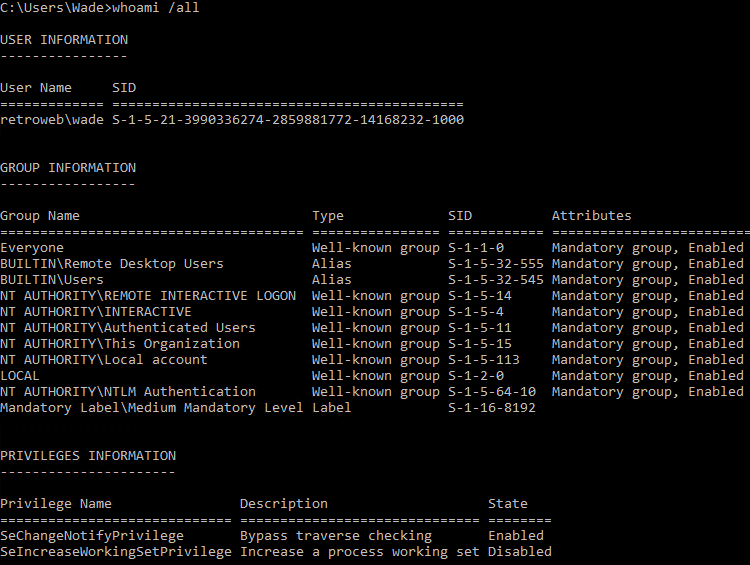 C:\Users\Wade>whoami /all

USER INFORMATION
----------------

User Name     SID
============= ============================================
retroweb\wade S-1-5-21-3990336274-2859881772-14168232-1000


GROUP INFORMATION
-----------------

Group Name                             Type             SID          Attributes
====================================== ================ ============ ========================
Everyone                               Well-known group S-1-1-0      Mandatory group, Enabled
BUILTIN\Remote Desktop Users           Alias            S-1-5-32-555 Mandatory group, Enabled
BUILTIN\Users                          Alias            S-1-5-32-545 Mandatory group, Enabled
NT AUTHORITY\REMOTE INTERACTIVE LOGON  Well-known group S-1-5-14     Mandatory group, Enabled
NT AUTHORITY\INTERACTIVE               Well-known group S-1-5-4      Mandatory group, Enabled
NT AUTHORITY\Authenticated Users       Well-known group S-1-5-11     Mandatory group, Enabled
NT AUTHORITY\This Organization         Well-known group S-1-5-15     Mandatory group, Enabled
NT AUTHORITY\Local account             Well-known group S-1-5-113    Mandatory group, Enabled
LOCAL                                  Well-known group S-1-2-0      Mandatory group, Enabled
NT AUTHORITY\NTLM Authentication       Well-known group S-1-5-64-10  Mandatory group, Enabled
Mandatory Label\Medium Mandatory Level Label            S-1-16-8192


PRIVILEGES INFORMATION
----------------------

Privilege Name                Description                    State
============================= ============================== ========
SeChangeNotifyPrivilege       Bypass traverse checking       Enabled
SeIncreaseWorkingSetPrivilege Increase a process working set Disabled